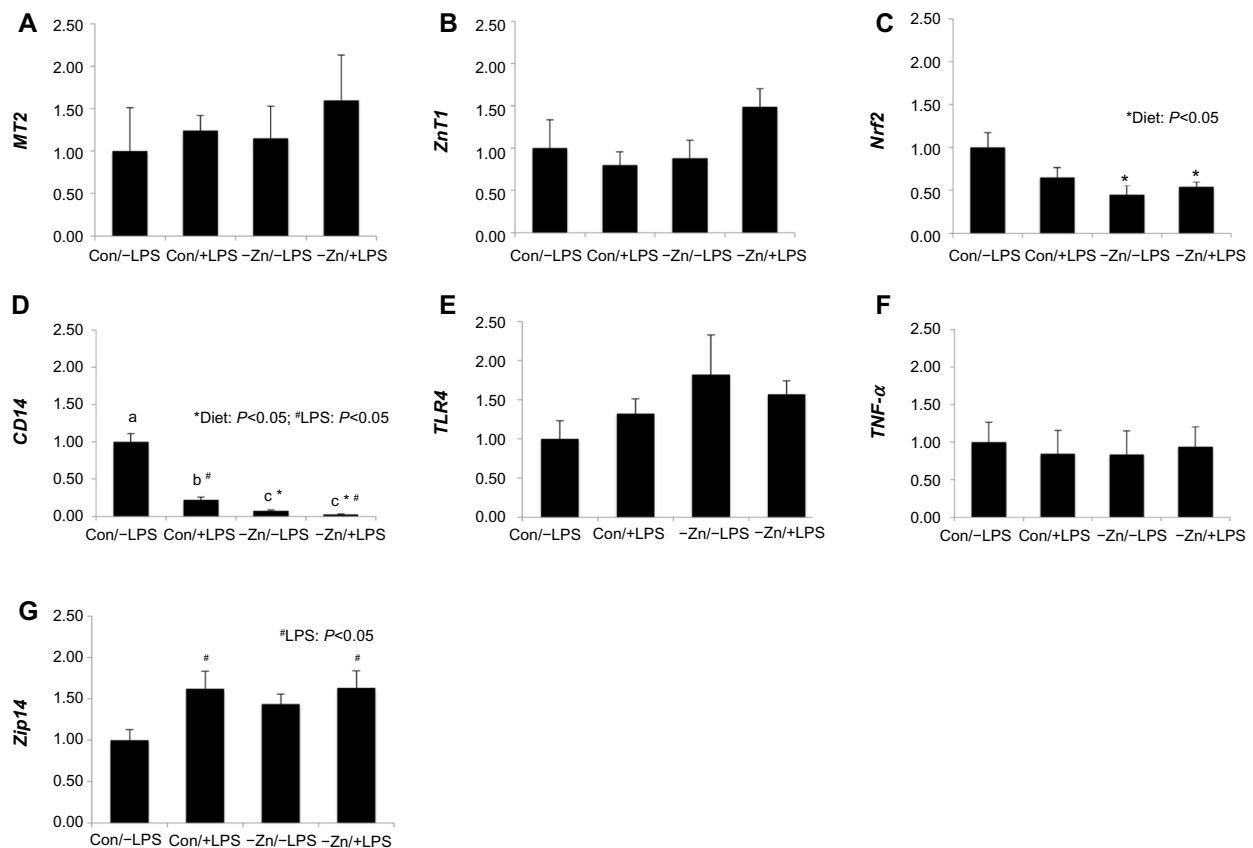 A
MT2
2.50
2.00
1.50
1.00
0.50
0.00
Con/−LPS Con/+LPS −Zn/−LPS −Zn/+LPS
B
ZnT1
2.50
2.00
1.50
1.00
0.50
0.00
Con/−LPS Con/+LPS −Zn/−LPS −Zn/+LPS
C
Nrf2
2.50
2.00
1.50
1.00
0.50
0.00
*Diet: P<0.05
* *
Con/−LPS Con/+LPS −Zn/−LPS −Zn/+LPS
D
CD14
2.50
2.00
1.50
1.00
0.50
0.00
*Diet: P<0.05; #LPS: P<0.05
a
b # c * c * #
Con/−LPS Con/+LPS −Zn/−LPS −Zn/+LPS
E
TLR4
2.50
2.00
1.50
1.00
0.50
0.00
Con/−LPS Con/+LPS −Zn/−LPS −Zn/+LPS
F
TNF-α
2.50
2.00
1.50
1.00
0.50
0.00
Con/−LPS Con/+LPS −Zn/−LPS −Zn/+LPS
G
Zip14
2.50
2.00
1.50
1.00
0.50
0.00
#LPS: P<0.05
# #
Con/−LPS Con/+LPS −Zn/−LPS −Zn/+LPS